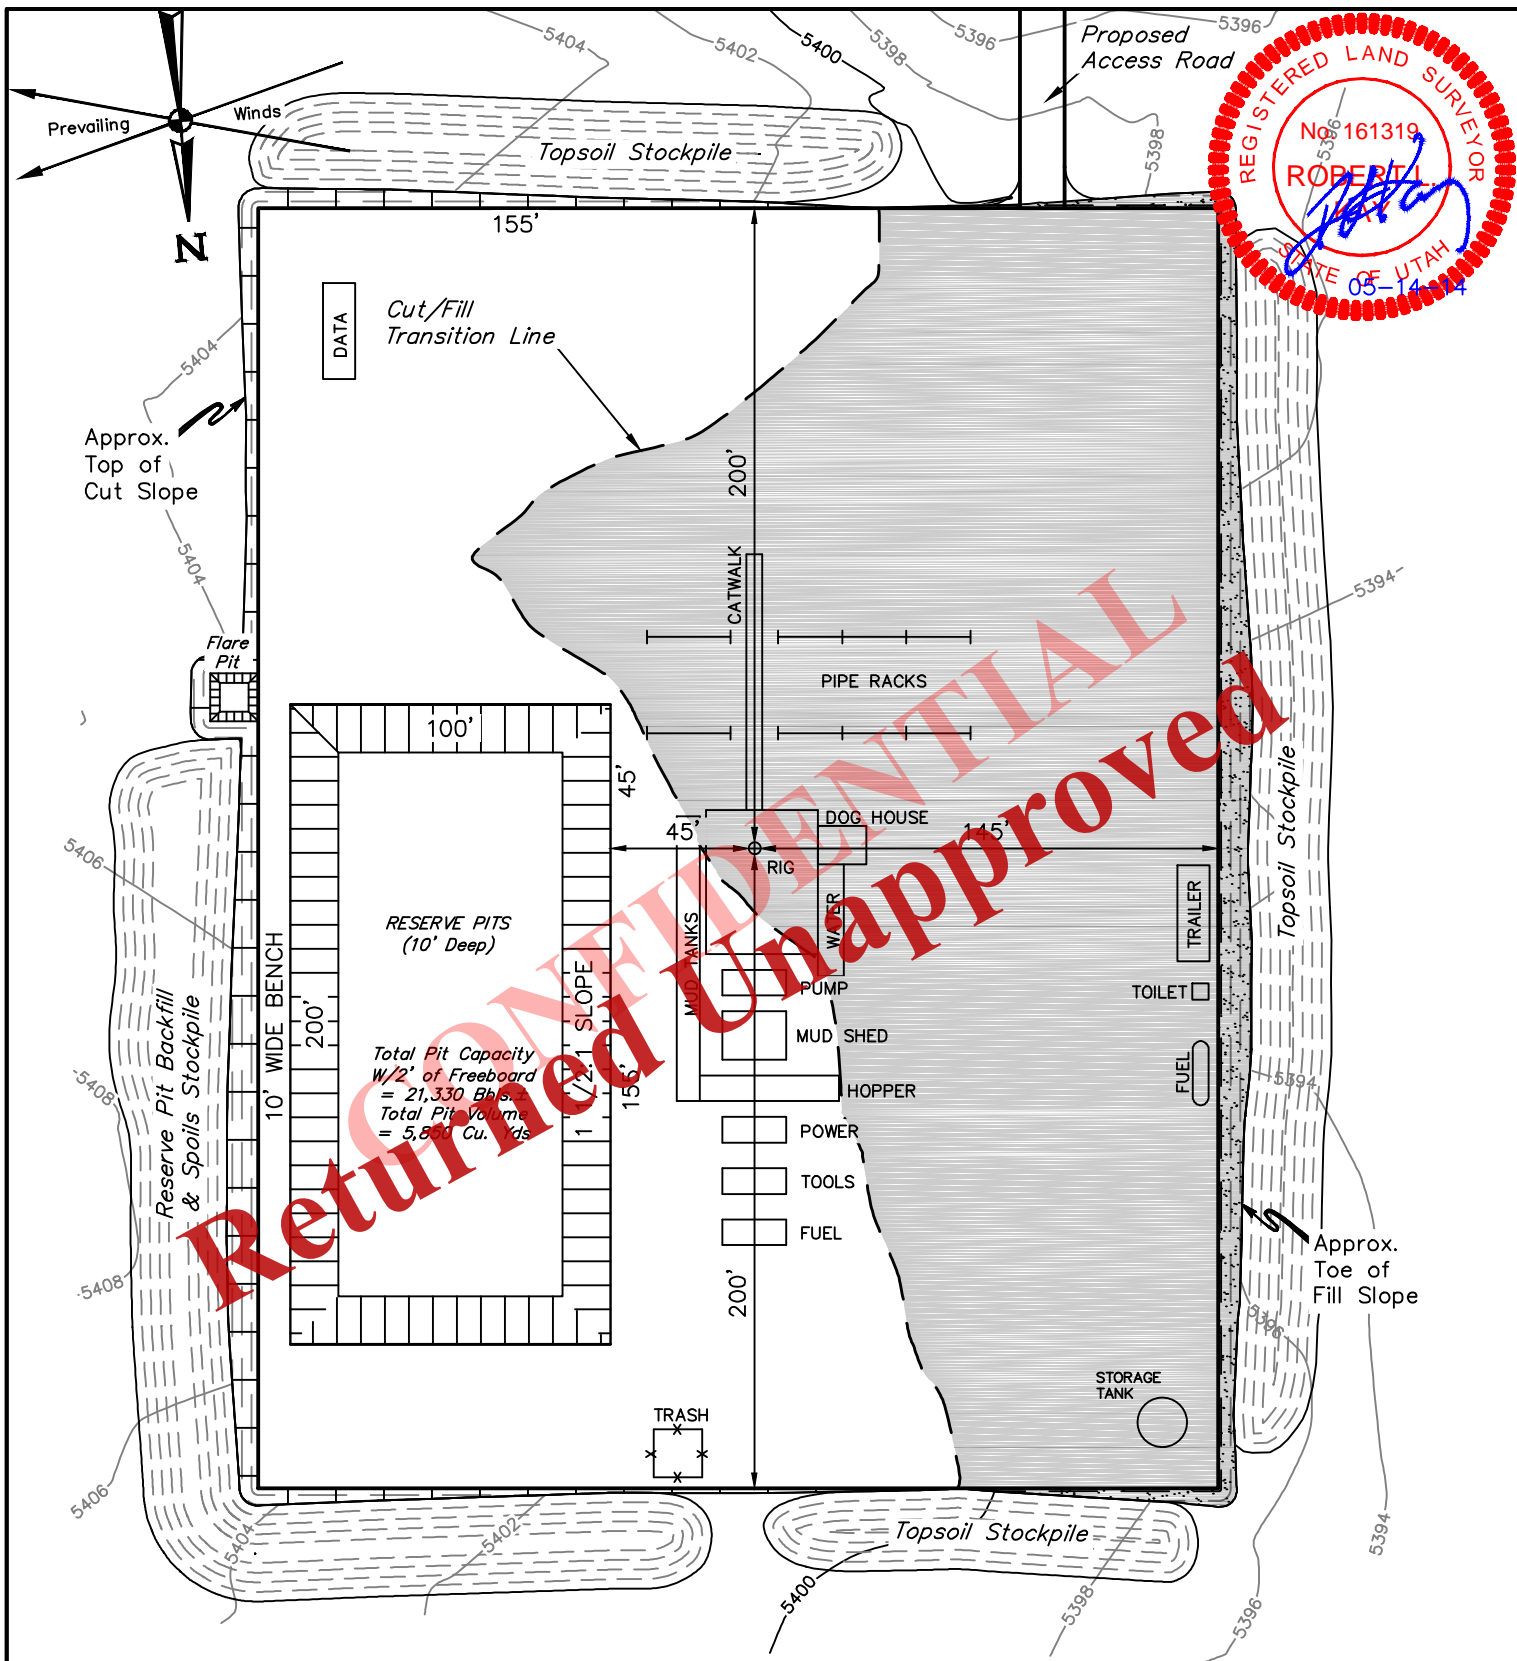 5404
5402
5400
5398
5396
5396
Proposed
Access Road
REGISTERED LAND SURVEYOR
No. 161319
ROBERT L.
KAY
STATE OF UTAH
05-14-14
5396
5398
Prevailing
Winds
N
Topsoil Stockpile
155'
DATA
Cut/Fill
Transition Line
5404
Approx.
Top of
Cut Slope
5404
200'
CATWALK
5394
Flare
Pit
PIPE RACKS
100'
45'
45'
DOG HOUSE
145'
RIG
Topsoil Stockpile
5406
RESERVE PITS
(10' Deep)
MUD TANKS
WATER
TRAILER
10' WIDE BENCH
200'
1 1/2:1 SLOPE
155'
PUMP
TOILET
MUD SHED
Reserve Pit Backfill
& Spoils Stockpile
Total Pit Capacity
W/2' of Freeboard
= 21,330 Bbls.±
Total Pit Volume
= 5,850 Cu. Yds
HOPPER
FUEL
5394
5408
POWER
TOOLS
FUEL
5408
200'
Approx.
Toe of
Fill Slope
5396
STORAGE
TANK
TRASH
5406
5404
5402
Topsoil Stockpile
5400
5398
5396
5394
CONFIDENTIAL
Returned Unapproved